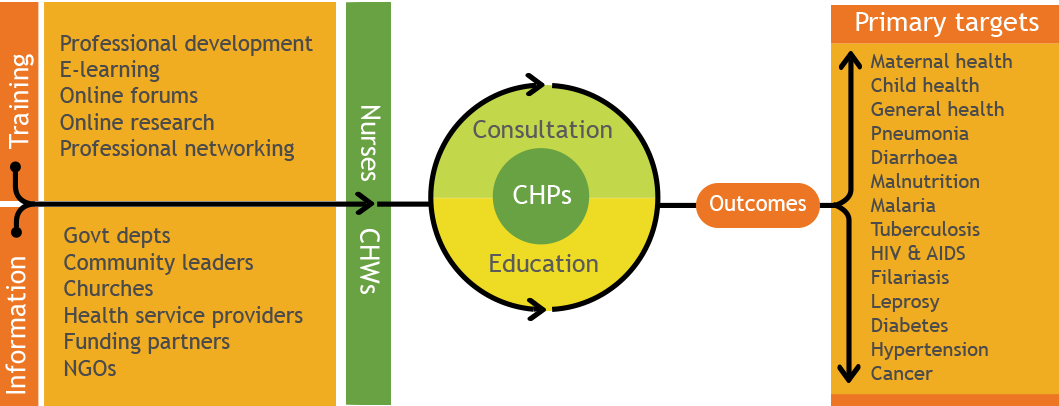 Training
Professional development
E-learning
Online forums
Online research
Professional networking
Information
Govt depts
Community leaders
Churches
Health service providers
Funding partners
NGOs
Nurses
CHWs
Consultation
CHPs
Education
Outcomes
Primary targets
Maternal health
Child health
General health
Pneumonia
Diarrhoea
Malnutrition
Malaria
Tuberculosis
HIV & AIDS
Filariasis
Leprosy
Diabetes
Hypertension
Cancer